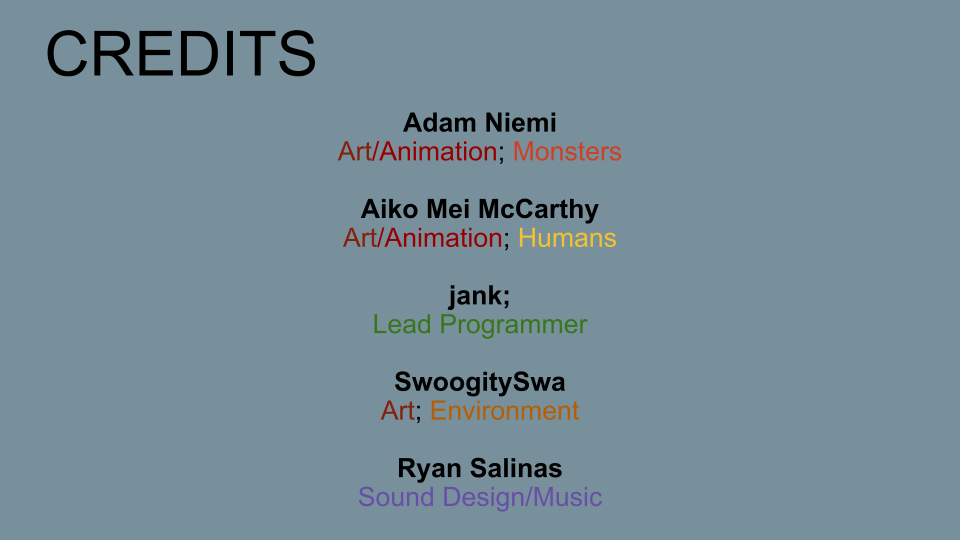 CREDITS
Adam Niemi
Art/Animation; Monsters
Aiko Mei McCarthy
Art/Animation; Humans
jank;
Lead Programmer
SwoogitySwa
Art; Environment
Ryan Salinas
Sound Design/Music